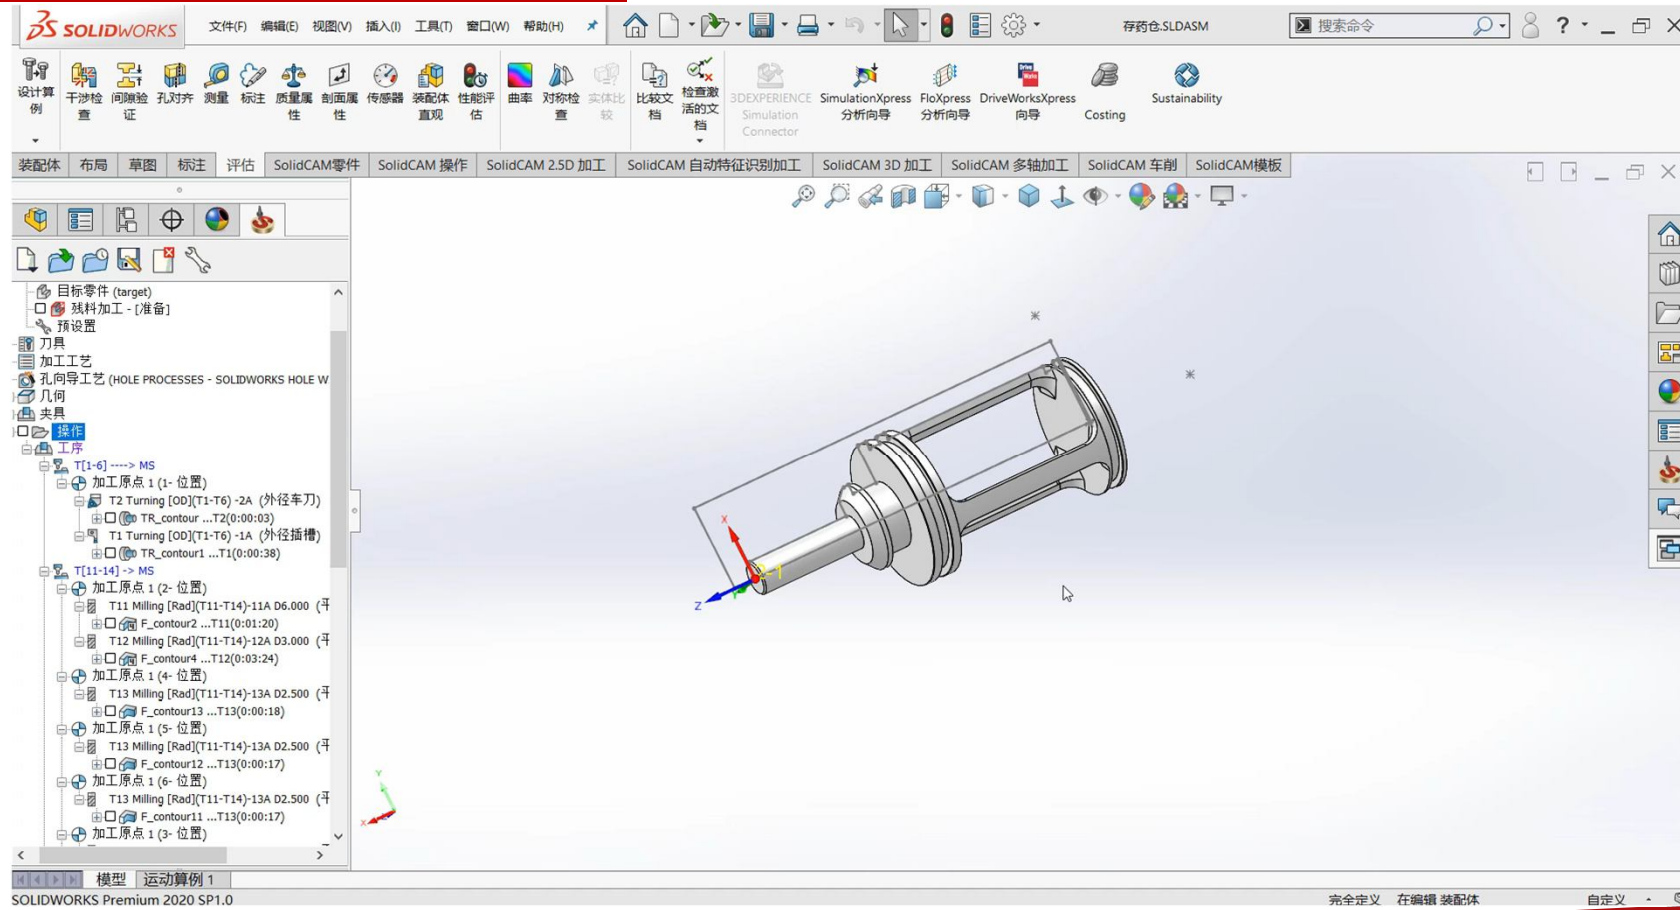 SOLIDWORKS 文件(F) 编辑(E) 视图(V) 插入(I) 工具(T) 窗口(W) 帮助(H) 存药仓.SLDASM 搜索命令 ?
设计算例 干涉检查 间隙验证 孔对齐 测量 标注 质量属性 剖面属性 传感器 装配体直观 性能评估 曲率 对称检查 实体比较 比较文档 检查激活的文档 3DEXPERIENCE Simulation Connector SimulationXpress 分析向导 FloXpress 分析向导 DriveWorksXpress 向导 Costing Sustainability
装配体 布局 草图 标注 评估 SolidCAM零件 SolidCAM 操作 SolidCAM 2.5D 加工 SolidCAM 自动特征识别加工 SolidCAM 3D 加工 SolidCAM 多轴加工 SolidCAM 车削 SolidCAM模板
目标零件 (target)
残料加工 - [准备]
预设置
刀具
加工工艺
孔向导工艺 (HOLE PROCESSES - SOLIDWORKS HOLE W
几何
夹具
操作
工序
T[1-6] ----> MS
加工原点 1 (1- 位置)
T2 Turning [OD](T1-T6) -2A (外径车刀)
TR_contour ...T2(0:00:03)
T1 Turning [OD](T1-T6) -1A (外径插槽)
TR_contour1 ...T1(0:00:38)
T[11-14] -> MS
加工原点 1 (2- 位置)
T11 Milling [Rad](T11-T14)-11A D6.000 (平
F_contour2 ...T11(0:01:20)
T12 Milling [Rad](T11-T14)-12A D3.000 (平
F_contour4 ...T12(0:03:24)
加工原点 1 (4- 位置)
T13 Milling [Rad](T11-T14)-13A D2.500 (平
F_contour13 ...T13(0:00:18)
加工原点 1 (5- 位置)
T13 Milling [Rad](T11-T14)-13A D2.500 (平
F_contour12 ...T13(0:00:17)
加工原点 1 (6- 位置)
T13 Milling [Rad](T11-T14)-13A D2.500 (平
F_contour11 ...T13(0:00:17)
加工原点 1 (3- 位置)
X
Z
Y
X
模型 运动算例 1
SOLIDWORKS Premium 2020 SP1.0 完全定义 在编辑 装配体 自定义